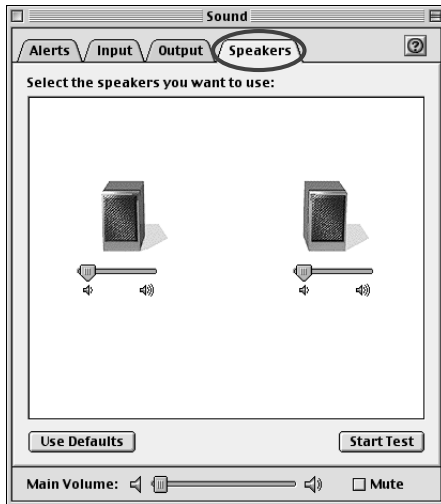 Sound
Alerts Input Output Speakers
Select the speakers you want to use:
Use Defaults Start Test
Main Volume: Mute